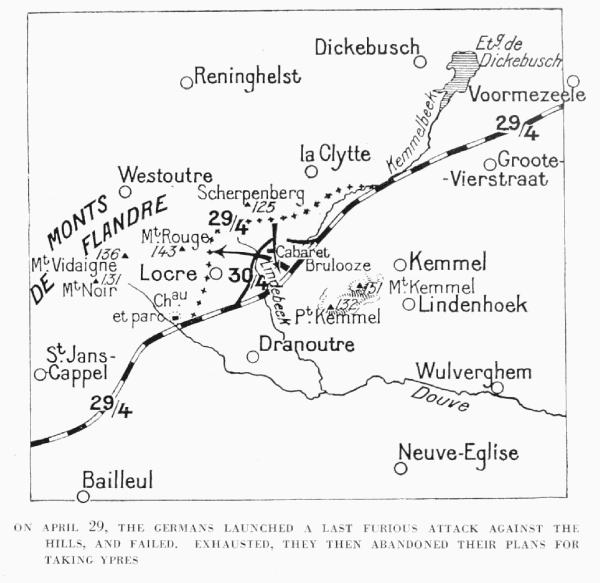 Dickebusch
Etg. de
Dickebusch
Reninghelst
Voormezeele
29/4
Kemmelbeek
la Clytte
Groote-
-Vierstraat
Westoutre
Scherpenberg
125
MONTS
DE FLANDRE
29/4
Mt Rouge
143
136
Mt Vidaigne
131
Mt Noir
Cabaret
Brulooze
Locre
30/4
Lindebeek
Kemmel
151
Mt Kemmel
Chau
et parc
132
Pt Kemmel
Lindenhoek
St Jans-
-Cappel
Dranoutre
Wulverghem
Douve
29/4
Neuve-Eglise
Bailleul
ON APRIL 29, THE GERMANS LAUNCHED A LAST FURIOUS ATTACK AGAINST THE
HILLS, AND FAILED. EXHAUSTED, THEY THEN ABANDONED THEIR PLANS FOR
TAKING YPRES